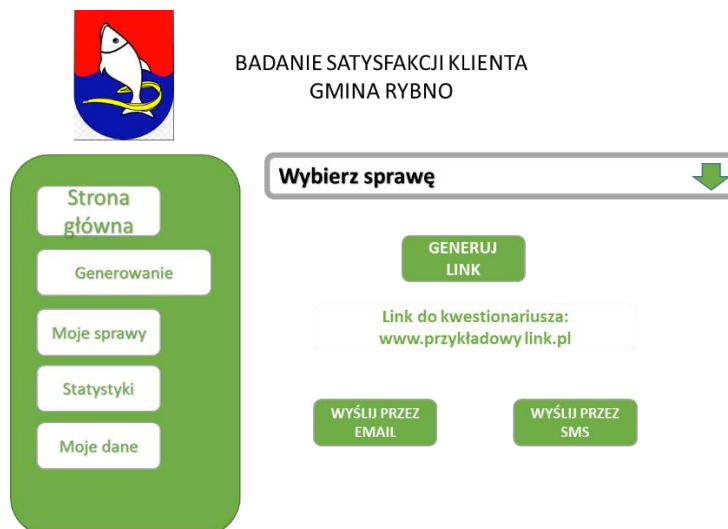 BADANIE SATYSFAKCJI KLIENTA
GMINA RYBNO
Strona
główna
Generowanie
Moje sprawy
Statystyki
Moje dane
Wybierz sprawę
GENERUJ
LINK
Link do kwestionariusza:
www.przykładowy link.pl
WYŚLIJ PRZEZ
EMAIL
WYŚLIJ PRZEZ
SMS